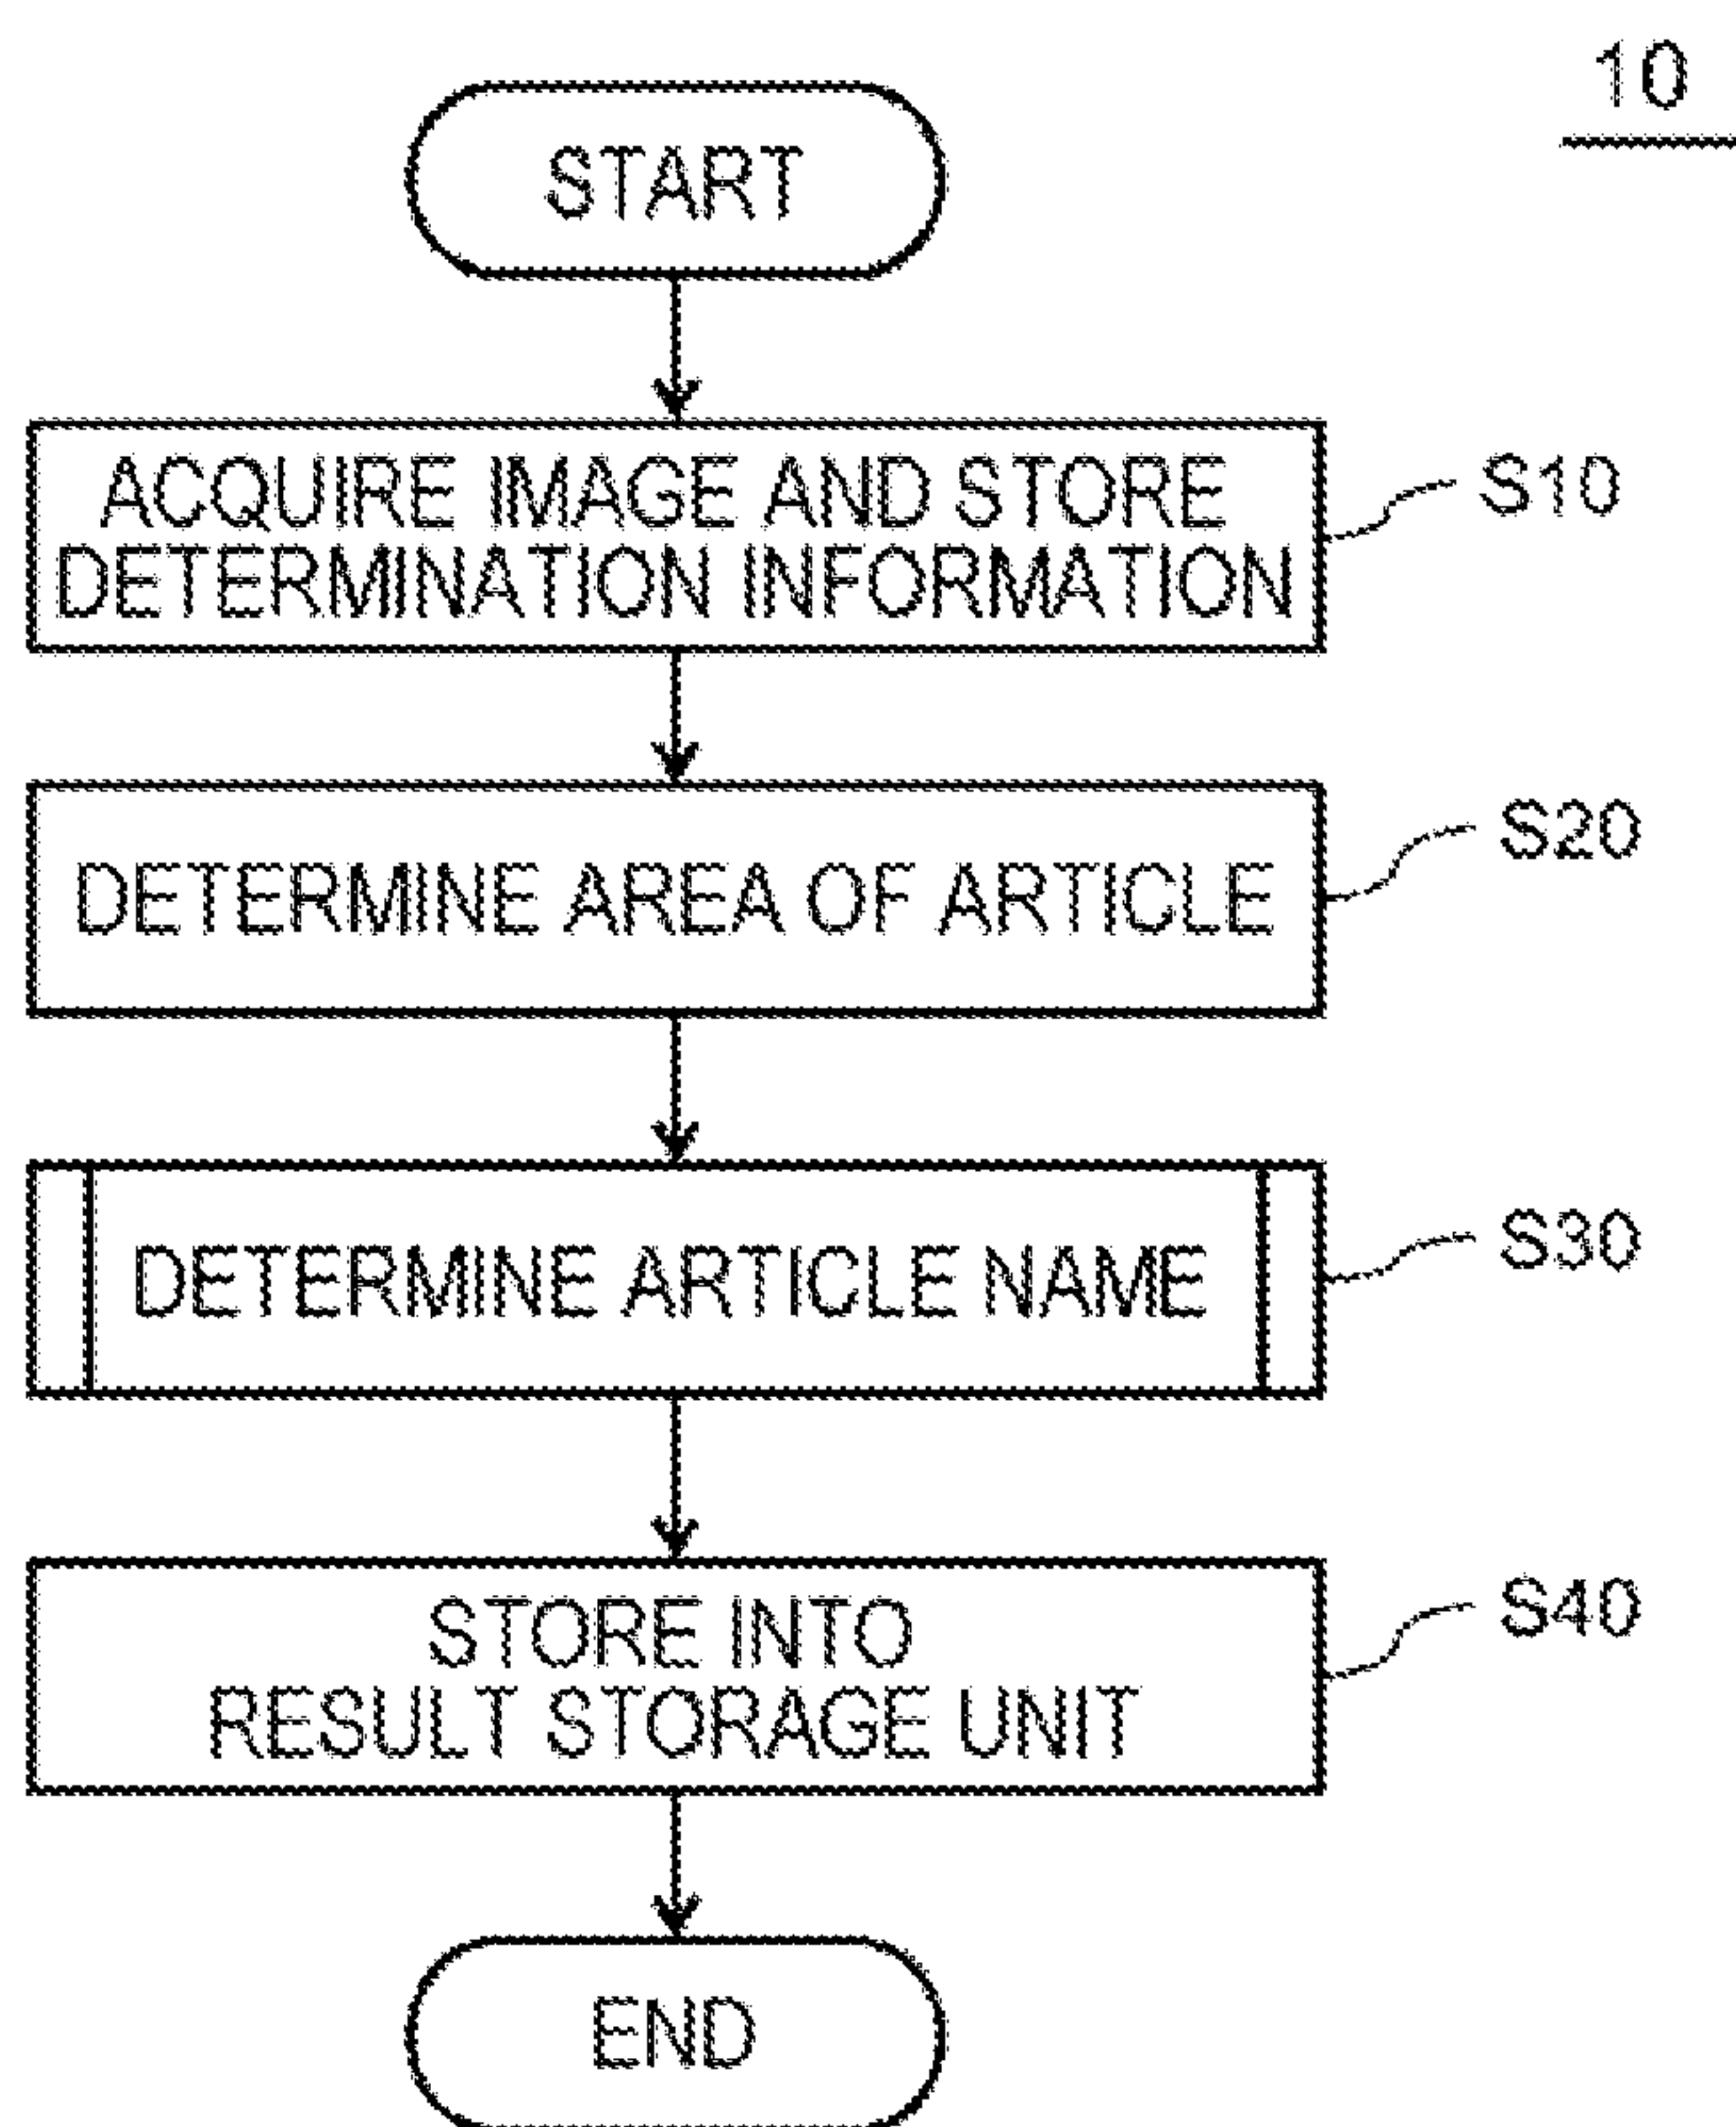 10
START
ACQUIRE IMAGE AND STORE
DETERMINATION INFORMATION
S10
DETERMINE AREA OF ARTICLE
S20
DETERMINE ARTICLE NAME
S30
STORE INTO
RESULT STORAGE UNIT
S40
END